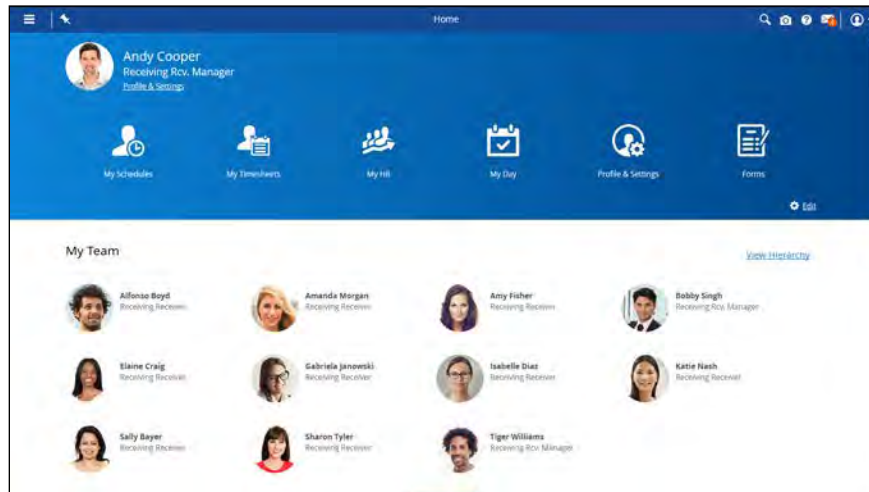 Home
Andy Cooper
Receiving Rcv. Manager
Profile & Settings
My Schedules
My Timesheets
My HR
My Day
Profile & Settings
Forms
Edit
My Team
View Hierarchy
Alfonso Boyd
Receiving Receiver
Amanda Morgan
Receiving Receiver
Amy Fisher
Receiving Receiver
Bobby Singh
Receiving Rcv. Manager
Elaine Craig
Receiving Receiver
Gabriela Janowski
Receiving Receiver
Isabelle Diaz
Receiving Receiver
Katie Nash
Receiving Receiver
Sally Bayer
Receiving Receiver
Sharon Tyler
Receiving Receiver
Tiger Williams
Receiving Rcv. Manager